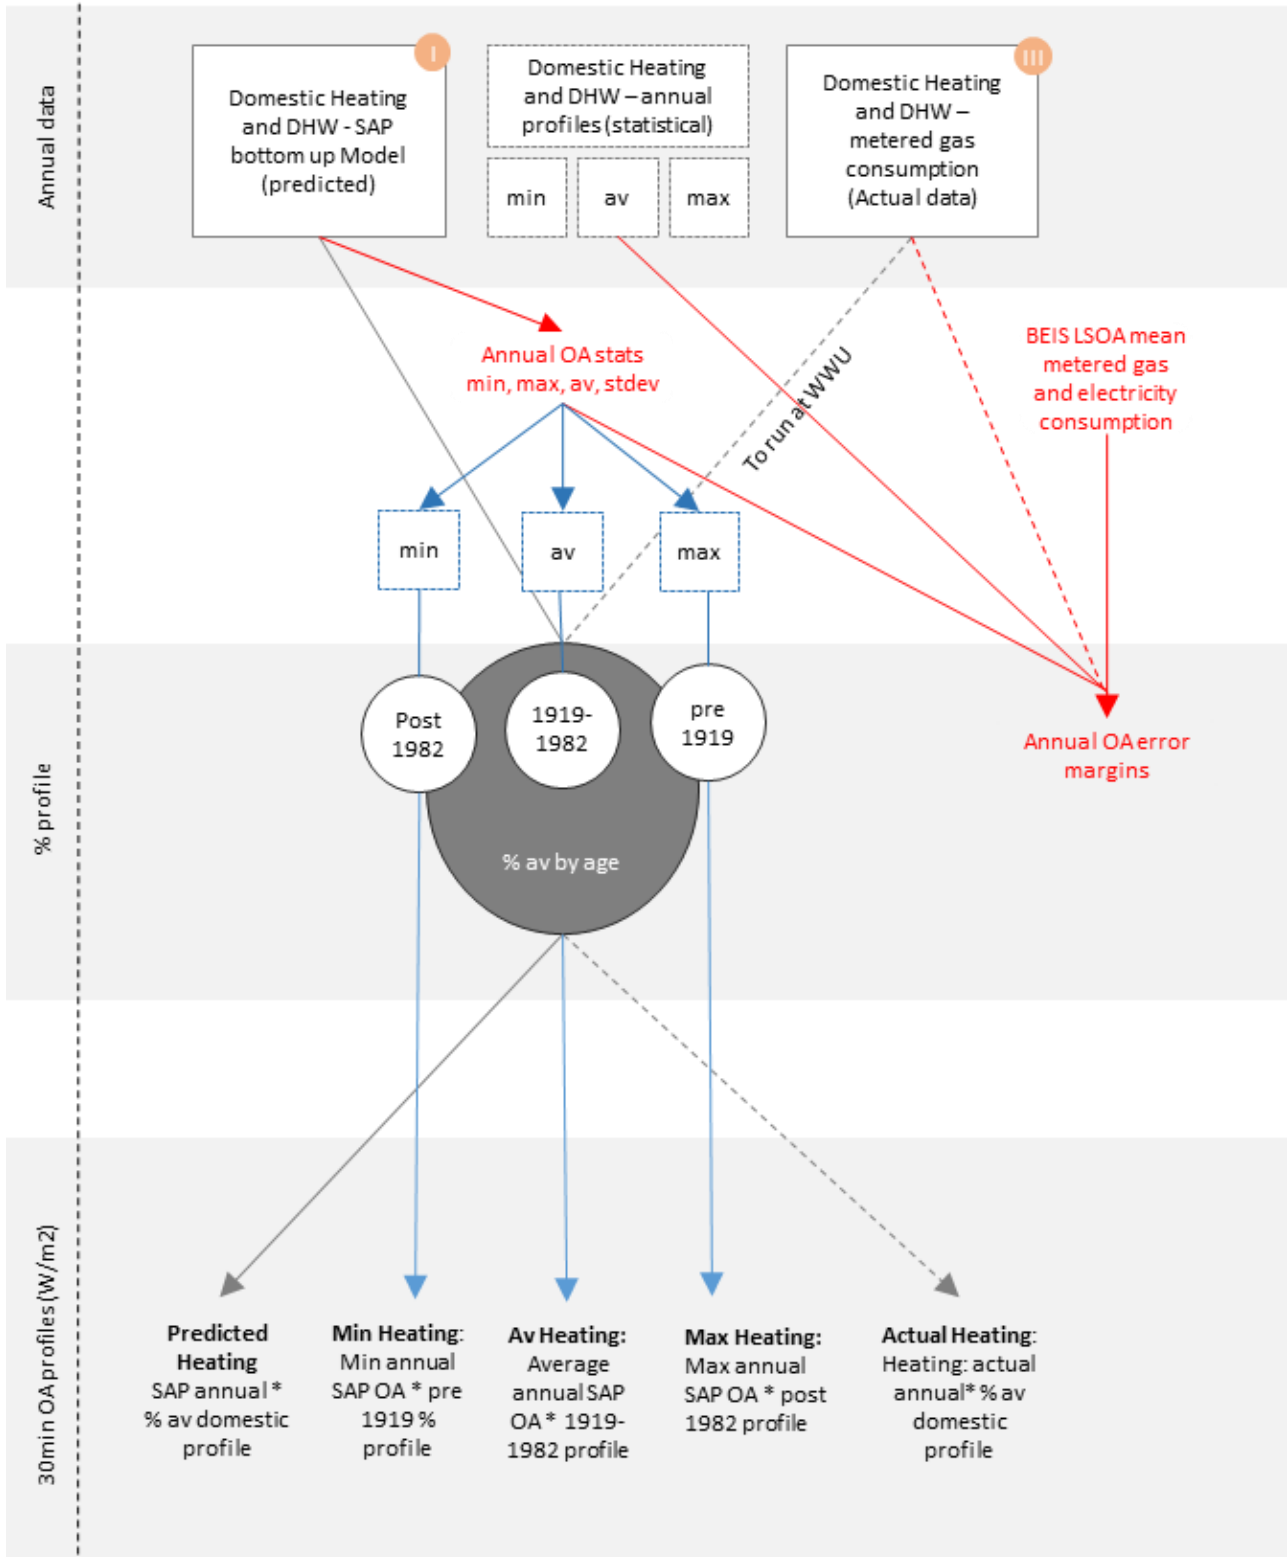 Annual data
I
Domestic Heating
and DHW - SAP
bottom up Model
(predicted)
Domestic Heating
and DHW – annual
profiles (statistical)
min
av
max
III
Domestic Heating
and DHW –
metered gas
consumption
(Actual data)
Annual OA stats
min, max, av, stdev
To run at WWU
BEIS LSOA mean
metered gas
and electricity
consumption
min
av
max
% profile
Post
1982
1919-
1982
pre
1919
% av by age
Annual OA error
margins
30min OA profiles (W/m2)
Predicted
Heating
SAP annual *
% av domestic
profile
Min Heating:
Min annual
SAP OA * pre
1919 %
profile
Av Heating:
Average
annual SAP
OA * 1919-
1982 profile
Max Heating:
Max annual
SAP OA * post
1982 profile
Actual Heating:
Heating: actual
annual* % av
domestic
profile